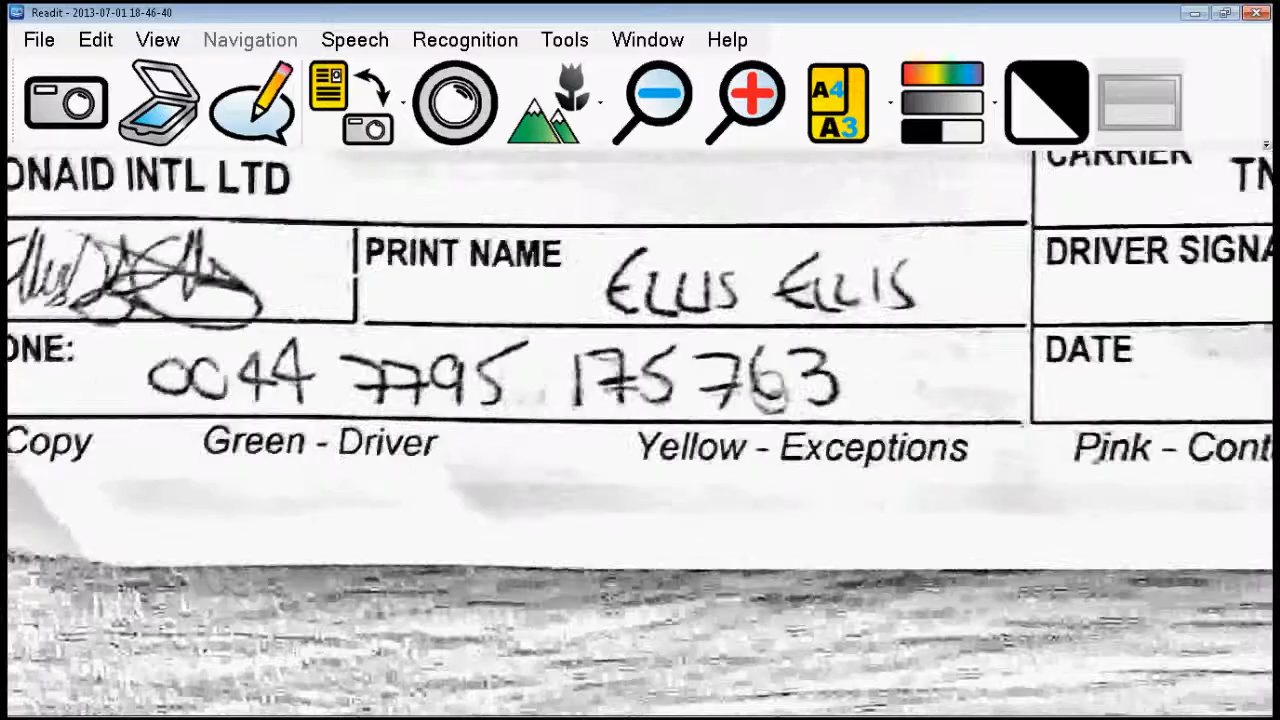 Readit - 2013-07-01 18-46-40
File Edit View Navigation Speech Recognition Tools Window Help
A4
A3
ONAID INTL LTD
CARRIER TN
PRINT NAME ELLIS ELLIS
DRIVER SIGNA
ONE: 0044 7795 175763
DATE
Copy Green - Driver Yellow - Exceptions Pink - Cont